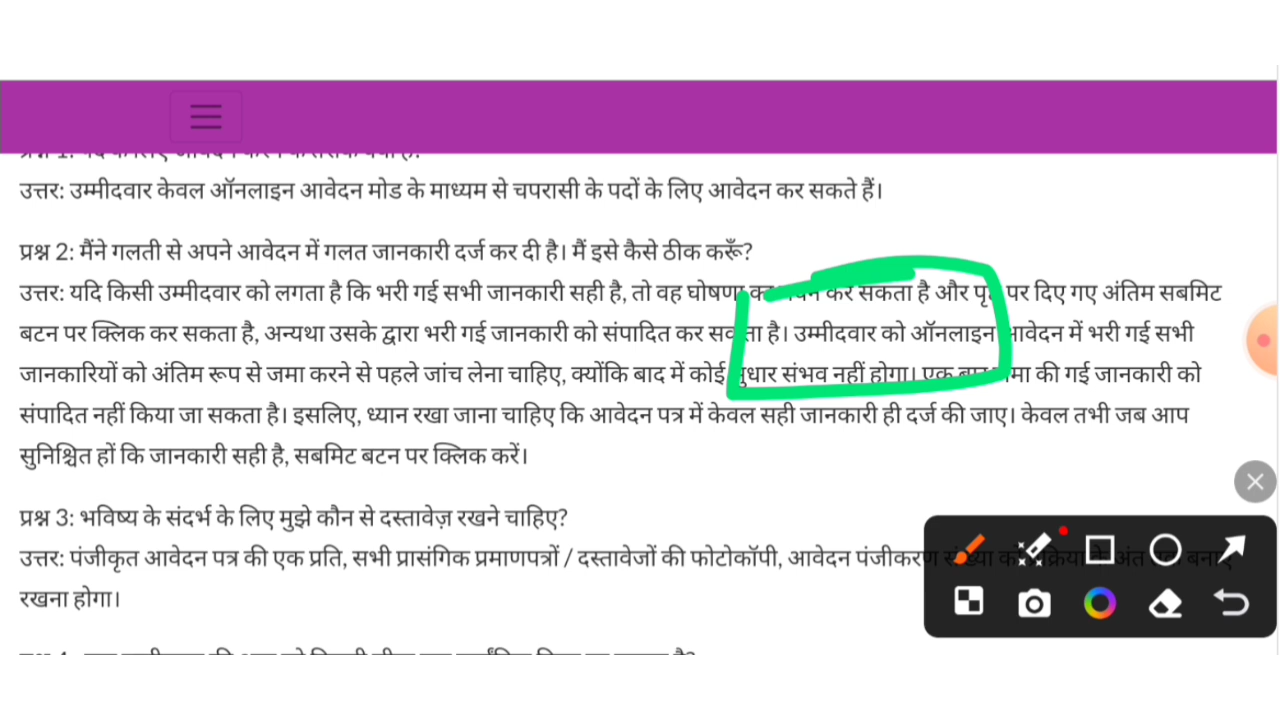 उत्तर: उम्मीदवार केवल ऑनलाइन आवेदन मोड के माध्यम से चपरासी के पदों के लिए आवेदन कर सकते हैं।
प्रश्न 2: मैंने गलती से अपने आवेदन में गलत जानकारी दर्ज कर दी है। मैं इसे कैसे ठीक करूँ?
उत्तर: यदि किसी उम्मीदवार को लगता है कि भरी गई सभी जानकारी सही है, तो वह घोषणा कर सकता है और पर दिए गए अंतिम सबमिट
बटन पर क्लिक कर सकता है, अन्यथा उसके द्वारा भरी गई जानकारी को संपादित कर सकता है। उम्मीदवार को ऑनलाइन आवेदन में भरी गई सभी
जानकारियों को अंतिम रूप से जमा करने से पहले जांच लेना चाहिए, क्योंकि बाद में कोई सुधार संभव नहीं होगा। एक बार जमा की गई जानकारी को
संपादित नहीं किया जा सकता है। इसलिए, ध्यान रखा जाना चाहिए कि आवेदन पत्र में केवल सही जानकारी ही दर्ज की जाए। केवल तभी जब आप
सुनिश्चित हों कि जानकारी सही है, सबमिट बटन पर क्लिक करें।
प्रश्न 3: भविष्य के संदर्भ के लिए मुझे कौन से दस्तावेज़ रखने चाहिए?
उत्तर: पंजीकृत आवेदन पत्र की एक प्रति, सभी प्रासंगिक प्रमाणपत्रों / दस्तावेजों की फोटोकॉपी, आवेदन पंजीकरण संख्या को प्रक्रिया के अंत तक बनाए
रखना होगा।